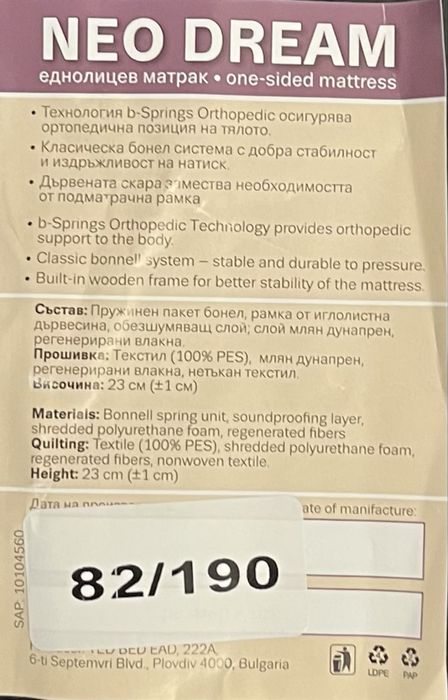 NEO DREAM
еднолицев матрак • one-sided mattress
• Технология b-Springs Orthopedic осигурява
ортопедична позиция на тялото.
• Класическа бонел система с добра стабилност
и издръжливост на натиск.
• Дървената скара замества необходимостта
от подматрачна рамка
• b-Springs Orthopedic Technology provides orthopedic
support to the body.
• Classic bonnell system – stable and durable to pressure.
• Built-in wooden frame for better stability of the mattress.
Състав: Пружинен пакет бонел, рамка от иглолистна
дървесина, обезшумяващ слой, слой млян дунапрен,
регенерирани влакна.
Прошивка: Текстил (100% PES), млян дунапрен,
регенерирани влакна, нетъкан текстил.
Височина: 23 см (±1 см)
Materials: Bonnell spring unit, soundproofing layer,
shredded polyurethane foam, regenerated fibers
Quilting: Textile (100% PES), shredded polyurethane foam,
regenerated fibers, nonwoven textile.
Height: 23 cm (±1 cm)
Дата на
ate of manifacture:
82/190
SAP: 10104560
BED EAD, 222A,
6-ti Septemvri Blvd., Plovdiv 4000, Bulgaria
LDPE PAP